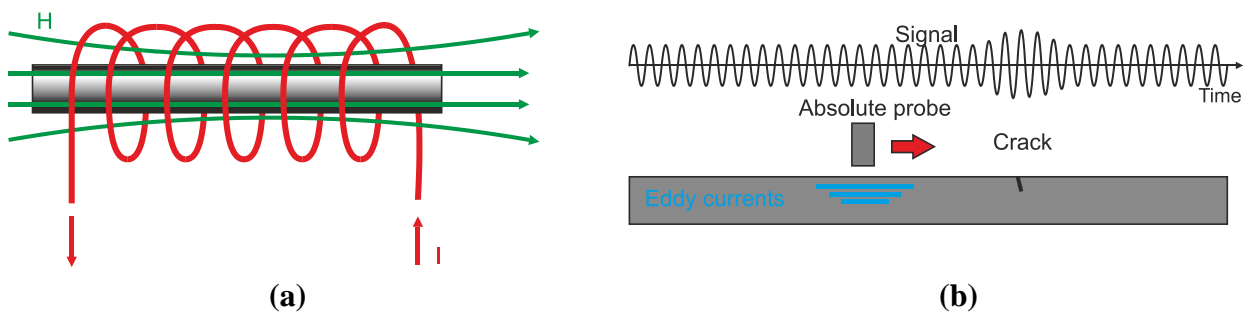 H
I
(a)
Signal
Time
Absolute probe
Crack
Eddy currents
(b)